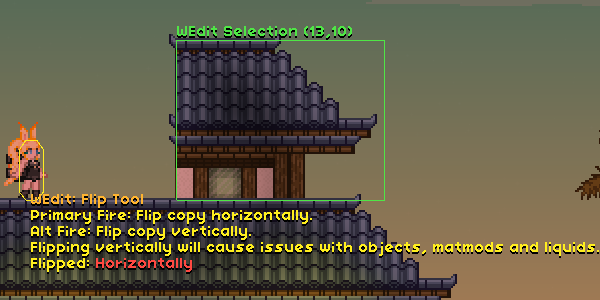 WEdit Selection (13,10)
WEdit: Flip Tool
Primary Fire: Flip copy horizontally.
Alt Fire: Flip copy vertically.
Flipping vertically will cause issues with objects, matmods and liquids.
Flipped: Horizontally